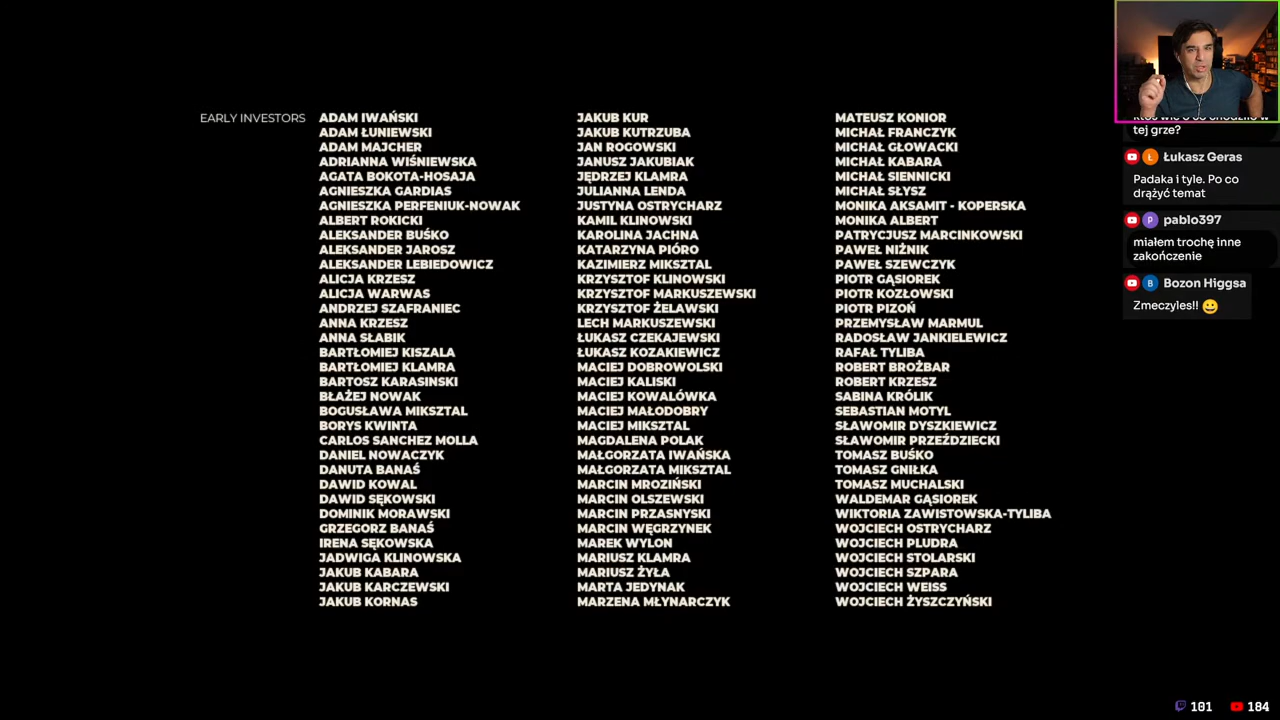 EARLY INVESTORS
ADAM IWAŃSKI
ADAM ŁUNIEWSKI
ADAM MAJCHER
ADRIANNA WIŚNIEWSKA
AGATA BOKOTA-HOSAJA
AGNIESZKA GARDIAS
AGNIESZKA PERFENIUK-NOWAK
ALBERT ROKICKI
ALEKSANDER BUŚKO
ALEKSANDER JAROSZ
ALEKSANDER LEBIEDOWICZ
ALICJA KRZESZ
ALICJA WARWAS
ANDRZEJ SZAFRANIEC
ANNA KRZESZ
ANNA SŁABIK
BARTŁOMIEJ KISZALA
BARTŁOMIEJ KLAMRA
BARTOSZ KARASINSKI
BŁAŻEJ NOWAK
BOGUSŁAWA MIKSZTAL
BORYS KWINTA
CARLOS SANCHEZ MOLLA
DANIEL NOWACZYK
DANUTA BANAŚ
DAWID KOWAL
DAWID SĘKOWSKI
DOMINIK MORAWSKI
GRZEGORZ BANAŚ
IRENA SĘKOWSKA
JADWIGA KLINOWSKA
JAKUB KABARA
JAKUB KARCZEWSKI
JAKUB KORNAS
JAKUB KUR
JAKUB KUTRZUBA
JAN ROGOWSKI
JANUSZ JAKUBIAK
JĘDRZEJ KLAMRA
JULIANNA LENDA
JUSTYNA OSTRYCHARZ
KAMIL KLINOWSKI
KAROLINA JACHNA
KATARZYNA PIÓRO
KAZIMIERZ MIKSZTAL
KRZYSZTOF KLINOWSKI
KRZYSZTOF MARKUSZEWSKI
KRZYSZTOF ŻELAWSKI
LECH MARKUSZEWSKI
ŁUKASZ CZEKAJEWSKI
ŁUKASZ KOZAKIEWICZ
MACIEJ DOBROWOLSKI
MACIEJ KALISKI
MACIEJ KOWALÓWKA
MACIEJ MAŁODOBRY
MACIEJ MIKSZTAL
MAGDALENA POLAK
MAŁGORZATA IWAŃSKA
MAŁGORZATA MIKSZTAL
MARCIN MROZIŃSKI
MARCIN OLSZEWSKI
MARCIN PRZASNYSKI
MARCIN WĘGRZYNEK
MAREK WYLON
MARIUSZ KLAMRA
MARIUSZ ŻYŁA
MARTA JEDYNAK
MARZENA MŁYNARCZYK
MATEUSZ KONIOR
MICHAŁ FRANCZYK
MICHAŁ GŁOWACKI
MICHAŁ KABARA
MICHAŁ SIENNICKI
MICHAŁ SŁYSZ
MONIKA AKSAMIT - KOPERSKA
MONIKA ALBERT
PATRYCJUSZ MARCINKOWSKI
PAWEŁ NIŻNIK
PAWEŁ SZEWCZYK
PIOTR GĄSIOREK
PIOTR KOZŁOWSKI
PIOTR PIZOŃ
PRZEMYSŁAW MARMUL
RADOSŁAW JANKIELEWICZ
RAFAŁ TYLIBA
ROBERT BROŻBAR
ROBERT KRZESZ
SABINA KRÓLIK
SEBASTIAN MOTYL
SŁAWOMIR DYSZKIEWICZ
SŁAWOMIR PRZEŹDZIECKI
TOMASZ BUŚKO
TOMASZ GNIŁKA
TOMASZ MUCHALSKI
WALDEMAR GĄSIOREK
WIKTORIA ZAWISTOWSKA-TYLIBA
WOJCIECH OSTRYCHARZ
WOJCIECH PLUDRA
WOJCIECH STOLARSKI
WOJCIECH SZPARA
WOJCIECH WEISS
WOJCIECH ŻYSZCZYŃSKI
ktoś wie o co chodziło w
tej grze?
Łukasz Geras
Padaka i tyle. Po co
drążyć temat
pablo397
miałem trochę inne
zakończenie
Bozon Higgsa
Zmeczyles!! 😀
101 184